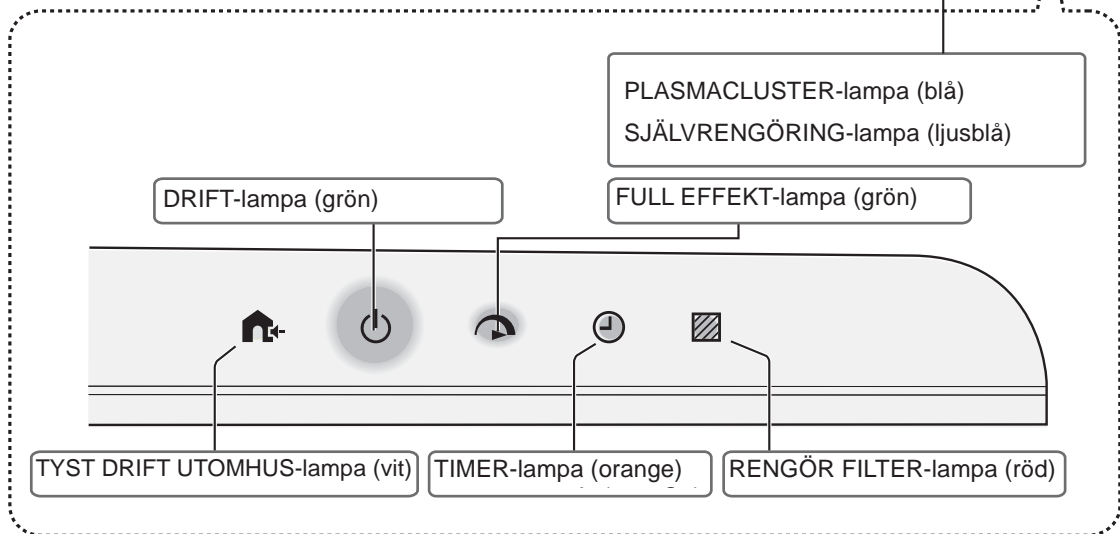 PLASMACLUSTER-lampa (blå)
SJÄLVRENGÖRING-lampa (ljusblå)
DRIFT-lampa (grön)
FULL EFFEKT-lampa (grön)
TYST DRIFT UTOMHUS-lampa (vit)
TIMER-lampa (orange)
RENGÖR FILTER-lampa (röd)